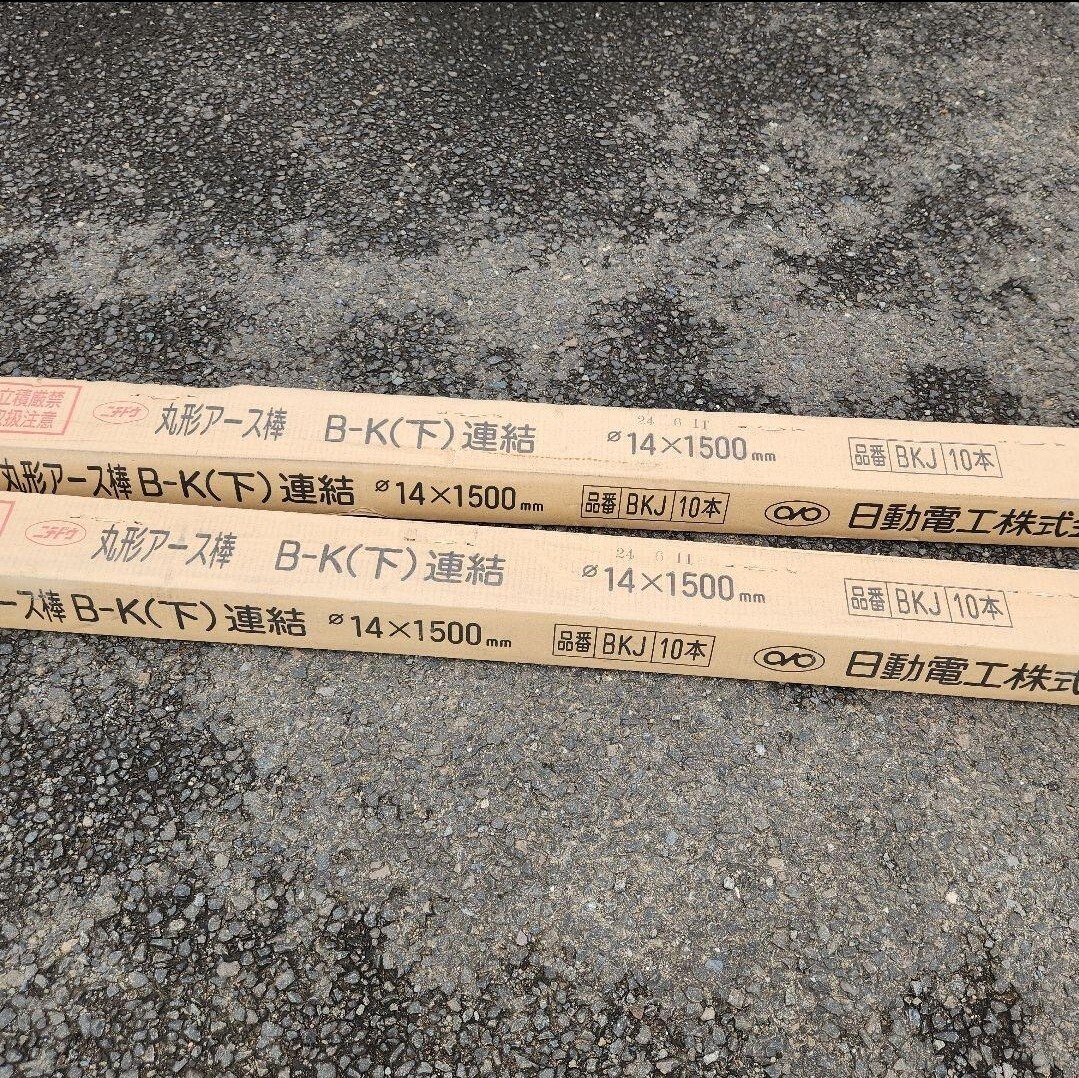 立積厳禁
取扱注意
ニチドウ 丸形アース棒 B-K(下)連結 ⌀14×1500mm 品番 BKJ 10本
24 6 11
丸形アース棒 B-K(下)連結 ⌀14×1500mm 品番 BKJ 10本 日動電工株式
ニチドウ 丸形アース棒 B-K(下)連結 ⌀14×1500mm 品番 BKJ 10本
24 6 11
アース棒 B-K(下)連結 ⌀14×1500mm 品番 BKJ 10本 日動電工株式